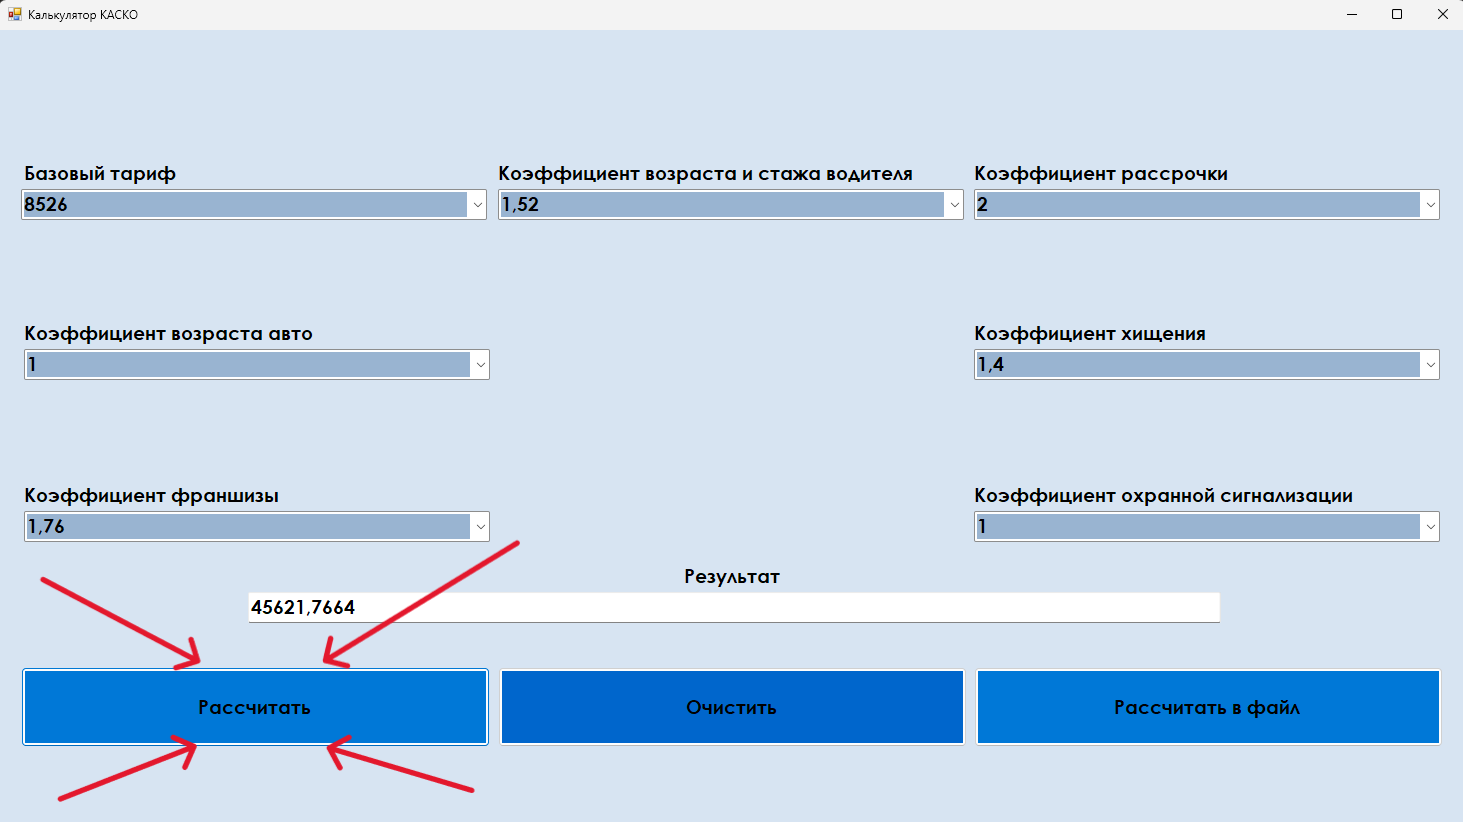 Калькулятор КАСКО
Базовый тариф
8526
Коэффициент возраста и стажа водителя
1,52
Коэффициент рассрочки
2
Коэффициент возраста авто
1
Коэффициент хищения
1,4
Коэффициент франшизы
1,76
Коэффициент охранной сигнализации
1
Результат
45621,7664
Рассчитать
Очистить
Рассчитать в файл